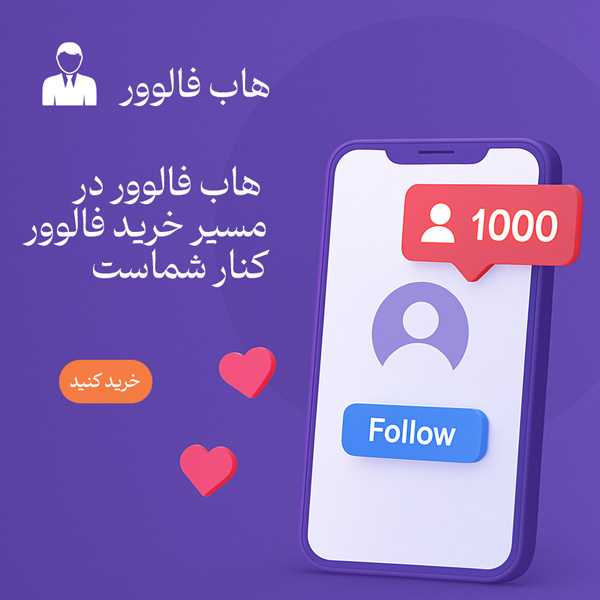 هاب فالوور
هاب فالوور در
مسیر خرید فالوور
کنار شماست
1000
خرید کنید
Follow